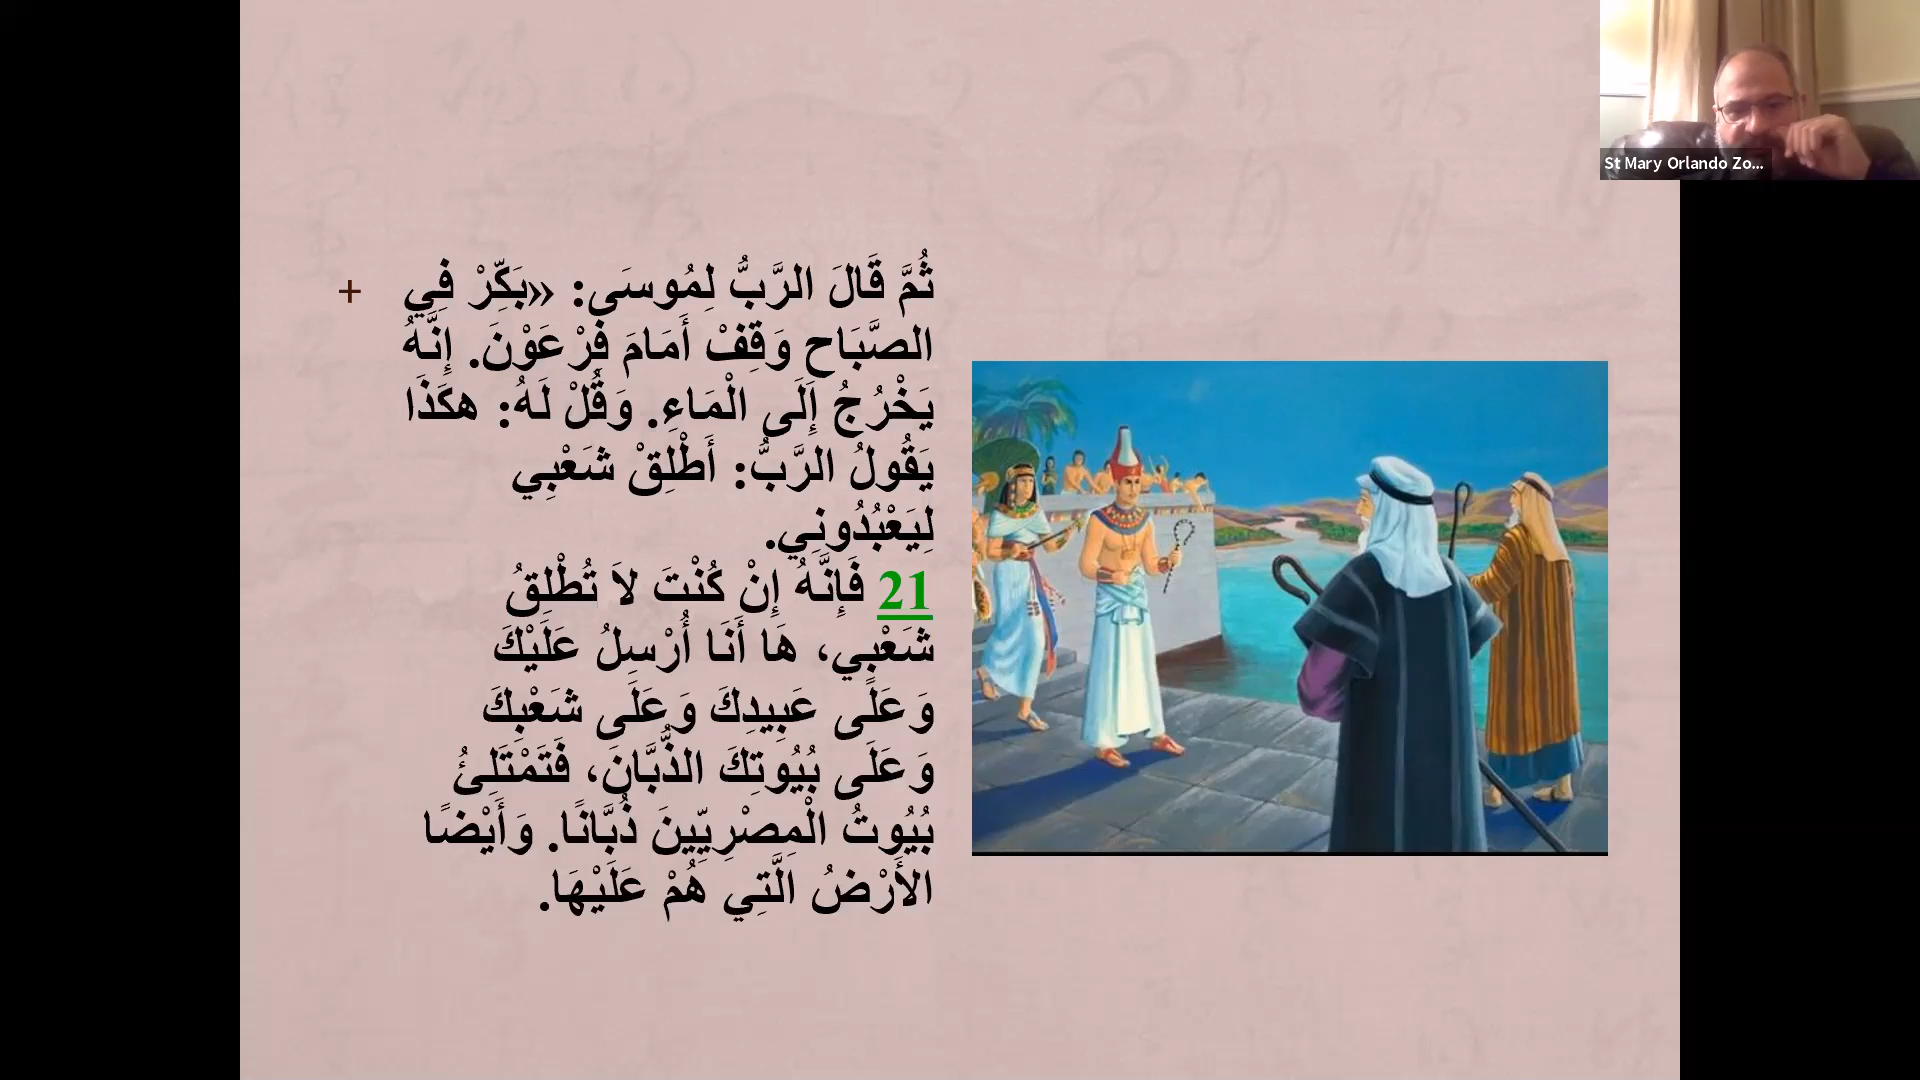 St Mary Orlando Zo...
+ ثُمَّ قَالَ الرَّبُّ لِمُوسَى: «بَكِّرْ فِي
الصَّبَاحِ وَقِفْ أَمَامَ فِرْعَوْنَ. إِنَّهُ
يَخْرُجُ إِلَى الْمَاءِ. وَقُلْ لَهُ: هكَذَا
يَقُولُ الرَّبُّ: أَطْلِقْ شَعْبِي
لِيَعْبُدُونِي.
21 فَإِنَّهُ إِنْ كُنْتَ لاَ تُطْلِقُ
شَعْبِي، هَا أَنَا أُرْسِلُ عَلَيْكَ
وَعَلَى عَبِيدِكَ وَعَلَى شَعْبِكَ
وَعَلَى بُيُوتِكَ الذُّبَّانَ، فَتَمْتَلِئُ
بُيُوتُ الْمِصْرِيِّينَ ذُبَّانًا. وَأَيْضًا
الأَرْضُ الَّتِي هُمْ عَلَيْهَا.